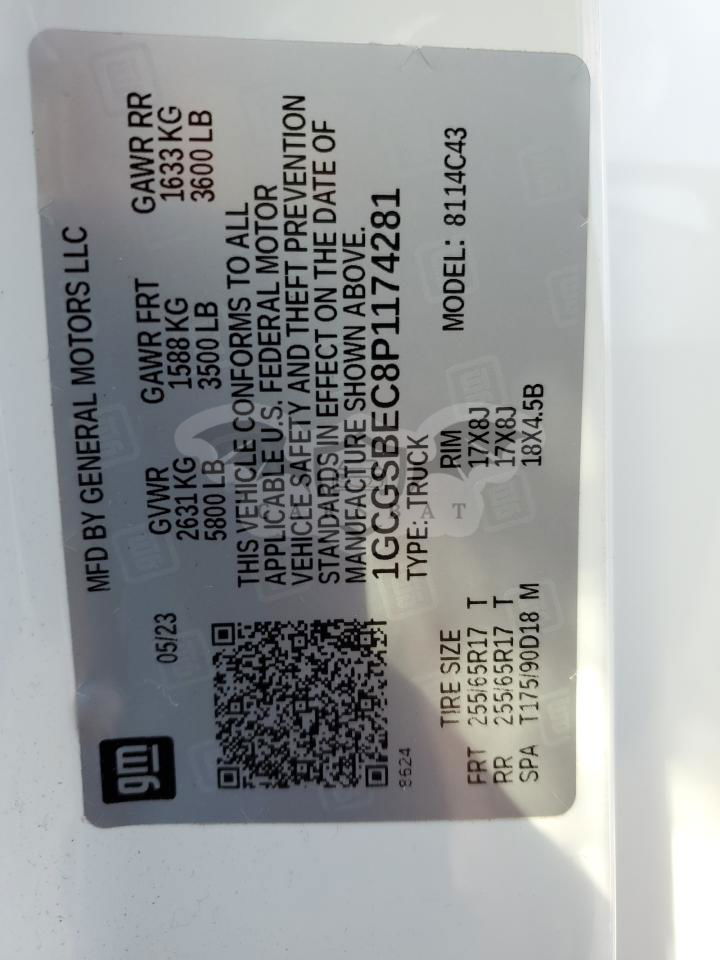 gm
MFD BY GENERAL MOTORS LLC
05/23
GVWR GAWR FRT GAWR RR
2631 KG 1588 KG 1633 KG
5800 LB 3500 LB 3600 LB
THIS VEHICLE CONFORMS TO ALL
APPLICABLE U.S. FEDERAL MOTOR
VEHICLE SAFETY AND THEFT PREVENTION
STANDARDS IN EFFECT ON THE DATE OF
MANUFACTURE SHOWN ABOVE.
1GCGSBEC8P1174281
8624
TYPE: TRUCK MODEL: 8114C43
TIRE SIZE RIM
FRT 255/65R17 T 17X8J
RR 255/65R17 T 17X8J
SPA T175/90D18 M 18X4.5B